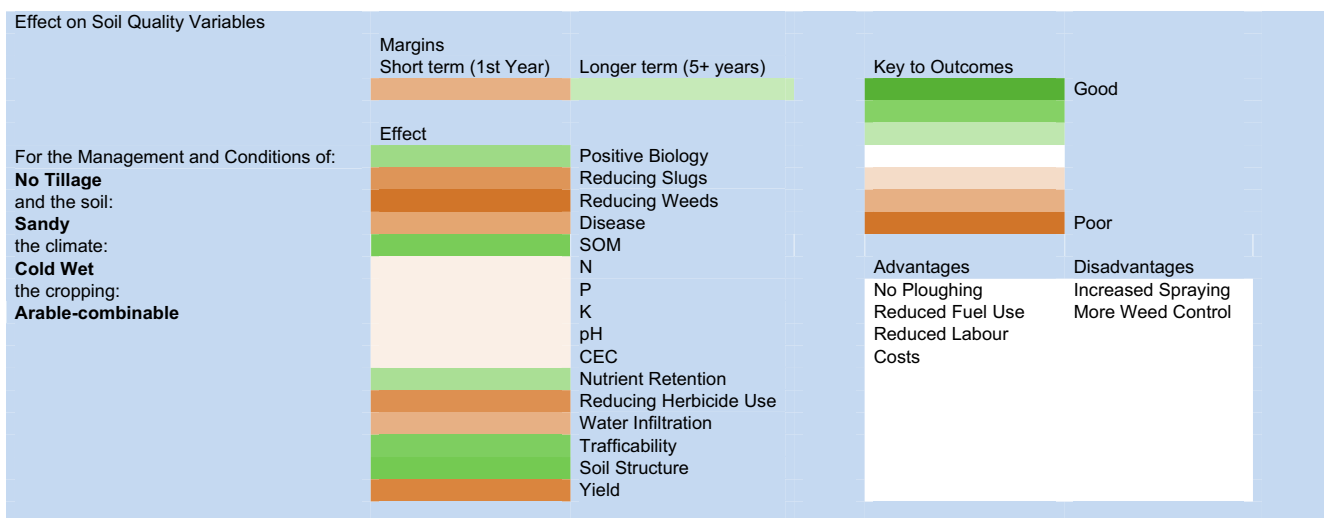 Effect on Soil Quality Variables
Margins
Short term (1st Year) Longer term (5+ years) Key to Outcomes
Good
Effect
For the Management and Conditions of: Positive Biology
No Tillage Reducing Slugs
and the soil: Reducing Weeds
Sandy Disease Poor
the climate: SOM
Cold Wet N Advantages Disadvantages
the cropping: P No Ploughing Increased Spraying
Arable-combinable K Reduced Fuel Use More Weed Control
pH Reduced Labour
CEC Costs
Nutrient Retention
Reducing Herbicide Use
Water Infiltration
Trafficability
Soil Structure
Yield